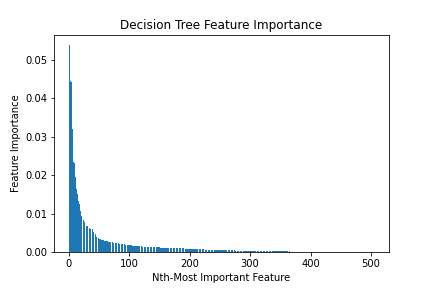 Decision Tree Feature Importance
Feature Importance
0.05
0.04
0.03
0.02
0.01
0.00
0 100 200 300 400 500
Nth-Most Important Feature